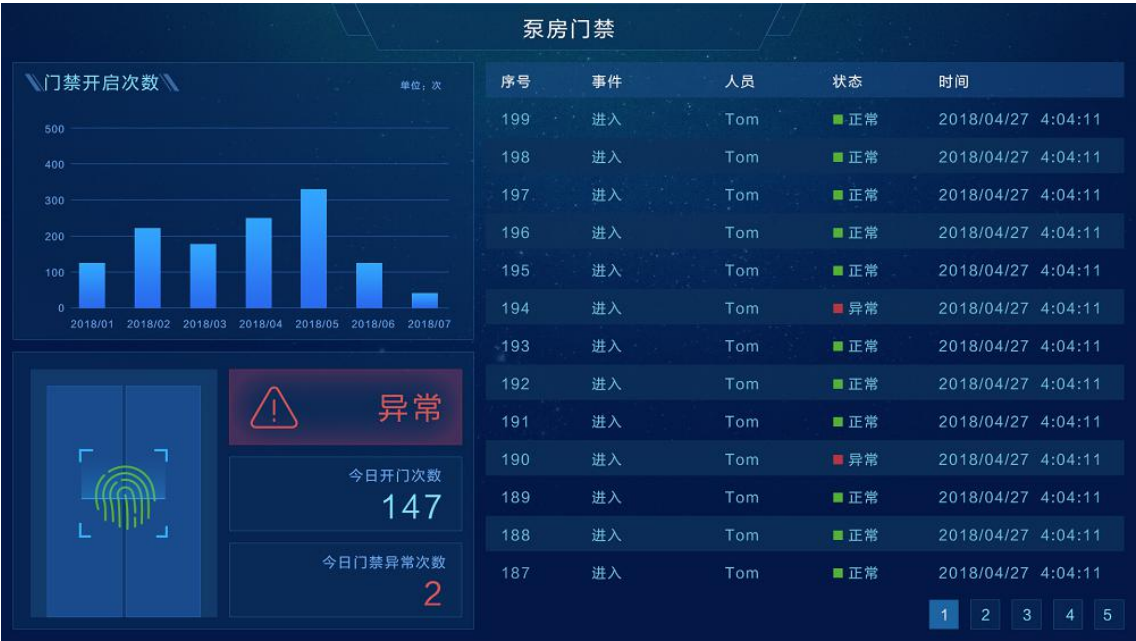 泵房门禁
门禁开启次数
单位：次
500
400
300
200
100
0
2018/01 2018/02 2018/03 2018/04 2018/05 2018/06 2018/07
异常
今日开门次数
147
今日门禁异常次数
2
序号 事件 人员 状态 时间
199 进入 Tom 正常 2018/04/27 4:04:11
198 进入 Tom 正常 2018/04/27 4:04:11
197 进入 Tom 正常 2018/04/27 4:04:11
196 进入 Tom 正常 2018/04/27 4:04:11
195 进入 Tom 正常 2018/04/27 4:04:11
194 进入 Tom 异常 2018/04/27 4:04:11
193 进入 Tom 正常 2018/04/27 4:04:11
192 进入 Tom 正常 2018/04/27 4:04:11
191 进入 Tom 正常 2018/04/27 4:04:11
190 进入 Tom 异常 2018/04/27 4:04:11
189 进入 Tom 正常 2018/04/27 4:04:11
188 进入 Tom 正常 2018/04/27 4:04:11
187 进入 Tom 正常 2018/04/27 4:04:11
1 2 3 4 5